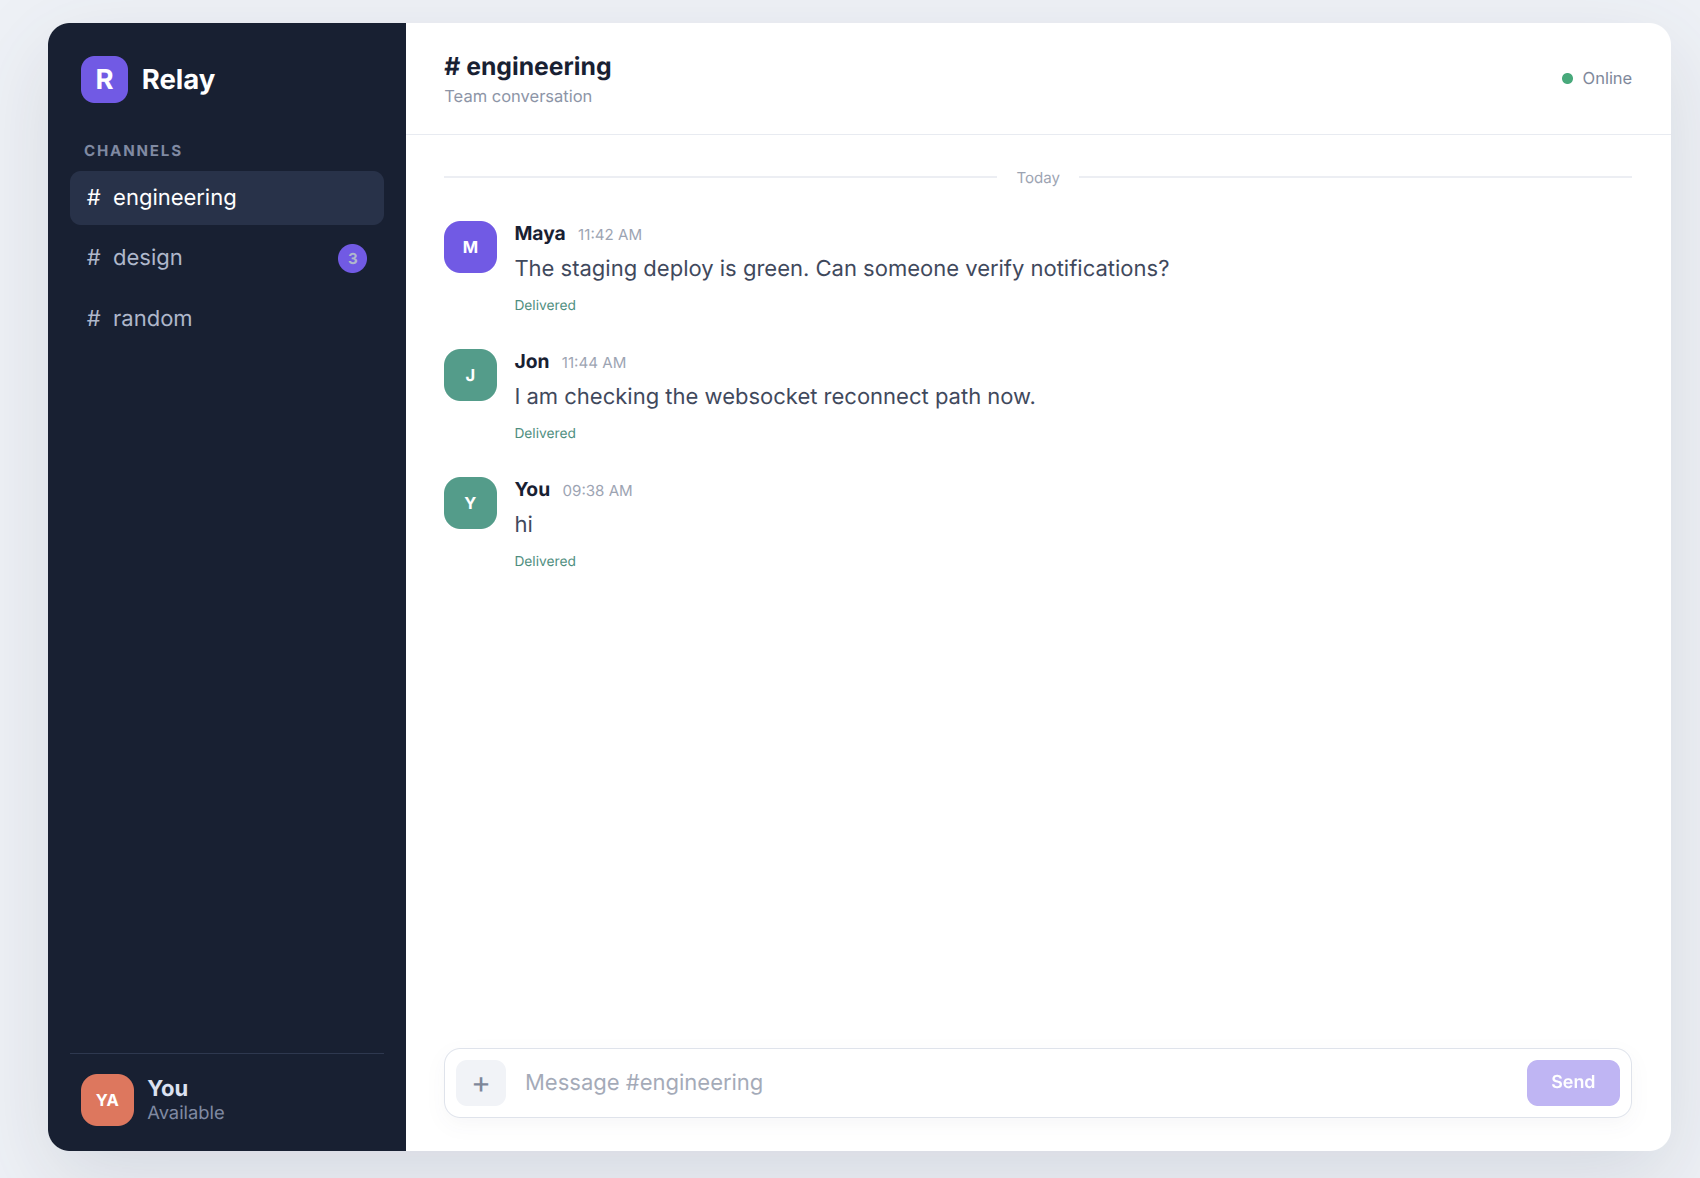 R Relay
CHANNELS
# engineering
# design 3
# random
YA You
Available
# engineering
Team conversation
Online
Today
M Maya 11:42 AM
The staging deploy is green. Can someone verify notifications?
Delivered
J Jon 11:44 AM
I am checking the websocket reconnect path now.
Delivered
Y You 09:38 AM
hi
Delivered
+ Message #engineering Send